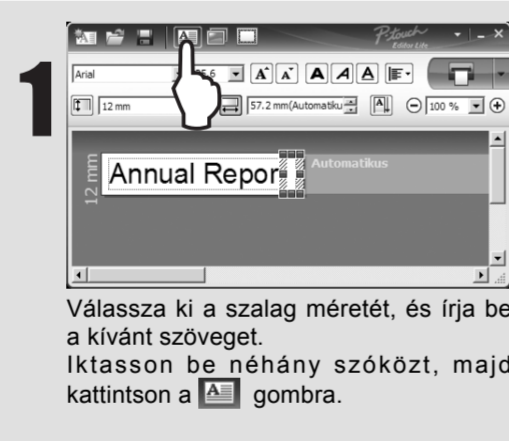 1
P-touch
Editor Lite
Arial
A A A A A
12 mm
57.2 mm(Automatiku
A
100 %
12 mm
Annual Repor
Automatikus
Válassza ki a szalag méretét, és írja be
a kívánt szöveget.
Iktasson be néhány szóközt, majd
kattintson a A gombra.